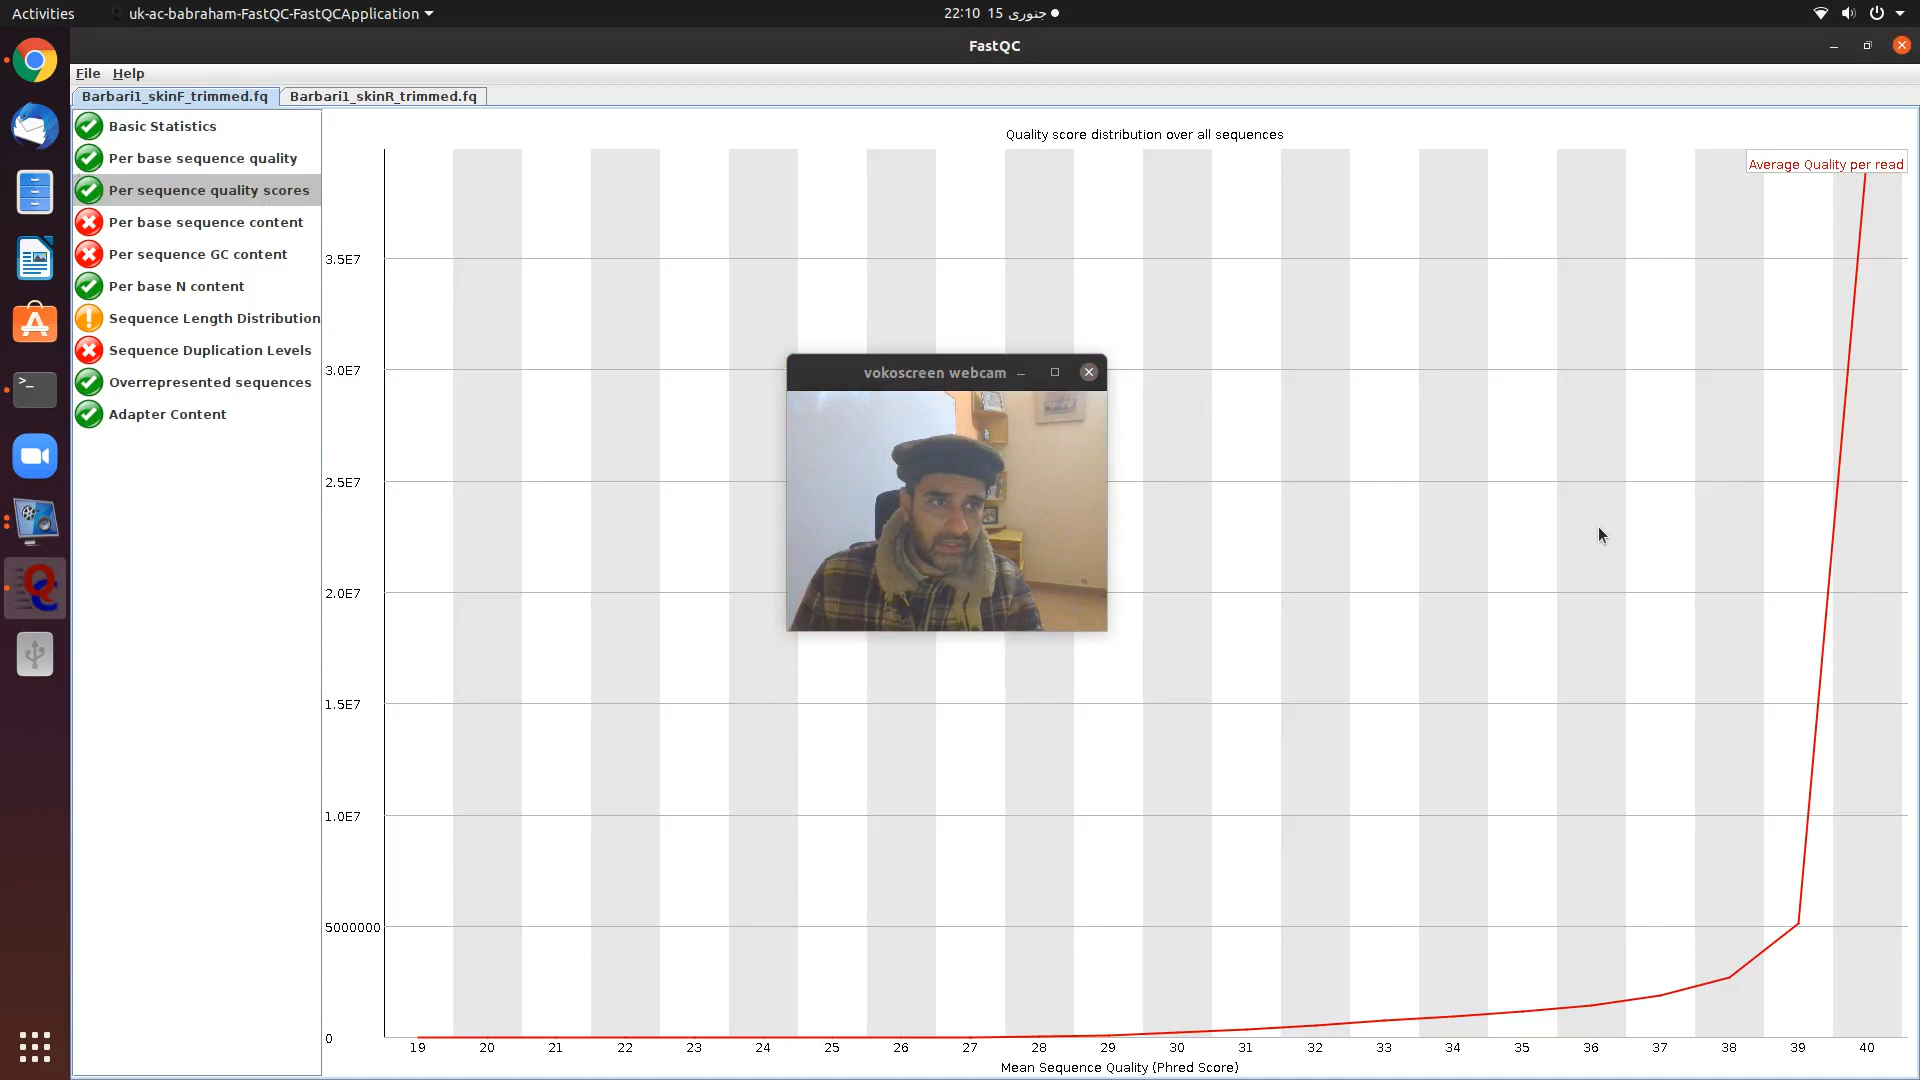 Activities
uk-ac-babraham-FastQC-FastQCApplication
22:10 15 جنوری
FastQC
File Help
Barbari1_skinF_trimmed.fq
Barbari1_skinR_trimmed.fq
Basic Statistics
Per base sequence quality
Per sequence quality scores
Per base sequence content
Per sequence GC content
Per base N content
Sequence Length Distribution
Sequence Duplication Levels
Overrepresented sequences
Adapter Content
Quality score distribution over all sequences
Average Quality per read
3.5E7
3.0E7
2.5E7
2.0E7
1.5E7
1.0E7
5000000
0
vokoscreen webcam
19 20 21 22 23 24 25 26 27 28 29 30 31 32 33 34 35 36 37 38 39 40
Mean Sequence Quality (Phred Score)